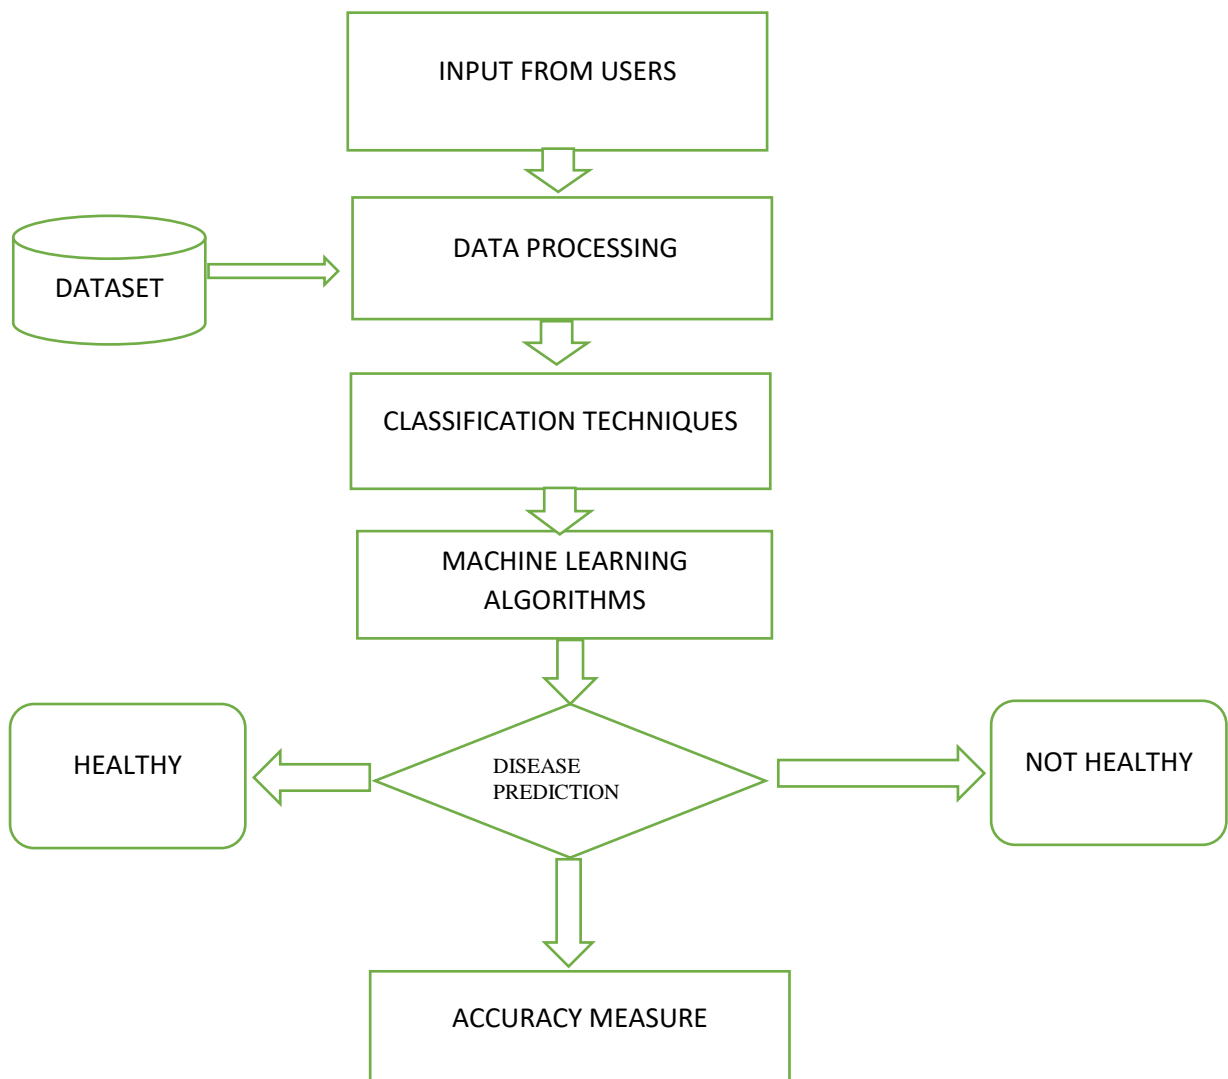 INPUT FROM USERS
DATA PROCESSING
DATASET
CLASSIFICATION TECHNIQUES
MACHINE LEARNING
ALGORITHMS
HEALTHY
DISEASE
PREDICTION
NOT HEALTHY
ACCURACY MEASURE